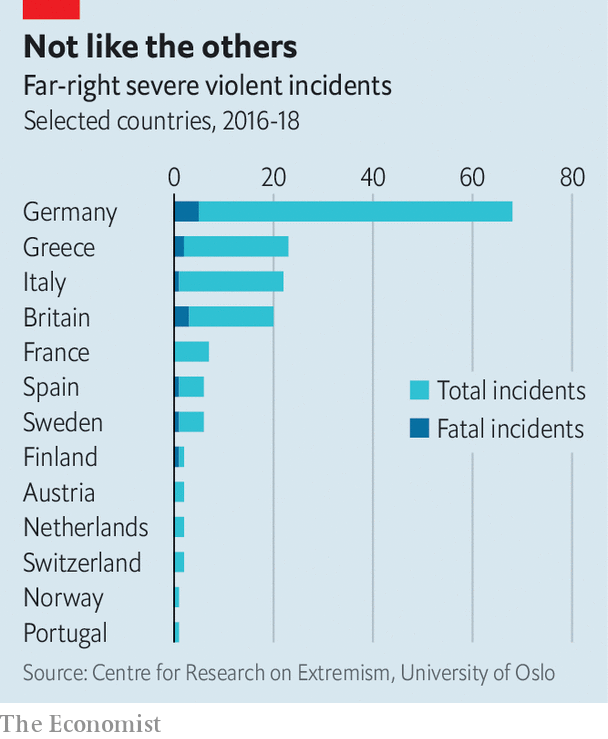 Not like the others
Far-right severe violent incidents
Selected countries, 2016-18
0 20 40 60 80
Germany
Greece
Italy
Britain
France
Spain
Sweden
Finland
Austria
Netherlands
Switzerland
Norway
Portugal
Total incidents
Fatal incidents
Source: Centre for Research on Extremism, University of Oslo
The Economist